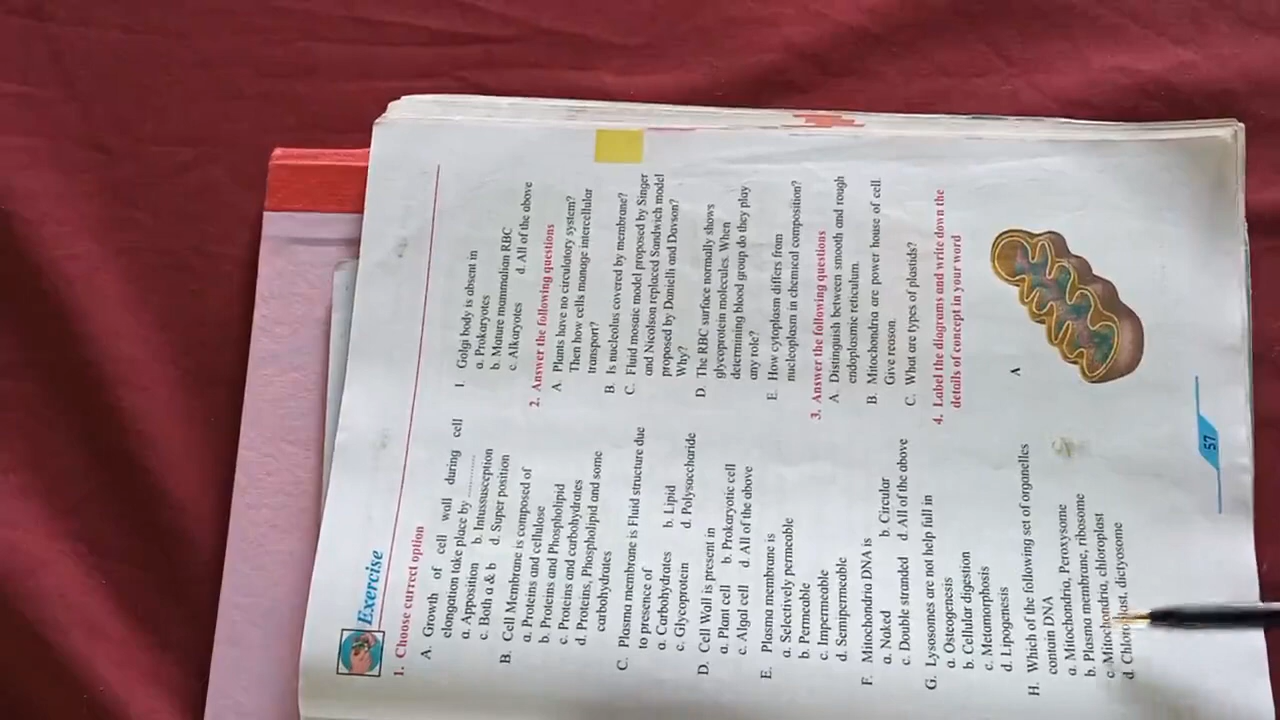 Exercise
1. Choose currect option
A. Growth of cell wall during cell
elongation take place by ............
a. Apposition b. Intussusception
c. Both a & b d. Super position
B. Cell Membrane is composed of
a. Proteins and cellulose
b. Proteins and Phospholipid
c. Proteins and carbohydrates
d. Proteins, Phospholipid and some
carbohydrates
C. Plasma membrane is Fluid structure due
to presence of
a. Carbohydrates b. Lipid
c. Glycoprotein d. Polysaccharide
D. Cell Wall is present in
a. Plant cell b. Prokaryotic cell
c. Algal cell d. All of the above
E. Plasma membrane is
a. Selectively permeable
b. Permeable
c. Impermeable
d. Semipermeable
F. Mitochondria DNA is
a. Naked b. Circular
c. Double stranded d. All of the above
G. Lysosomes are not help full in
a. Osteogenesis
b. Cellular digestion
c. Metamorphosis
d. Lipogenesis
H. Which of the following set of organelles
contain DNA
a. Mitochondria, Peroxysome
b. Plasma membrane, ribosome
c. Mitochondria, chloroplast
d. Chloroplast, dictyosome
I. Golgi body is absent in
a. Prokaryotes
b. Mature mammalian RBC
c. Alkaryotes d. All of the above
2. Answer the following questions
A. Plants have no circulatory system?
Then how cells manage intercellular
transport?
B. Is nucleolus covered by membrane?
C. Fluid mosaic model proposed by Singer
and Nicolson replaced Sandwich model
proposed by Danielli and Davson?
Why?
D. The RBC surface normally shows
glycoprotein molecules. When
determining blood group do they play
any role?
E. How cytoplasm differs from
nucleoplasm in chemical composition?
3. Answer the following questions
A. Distinguish between smooth and rough
endoplasmic reticulum.
B. Mitochondria are power house of cell.
Give reason.
C. What are types of plastids?
4. Label the diagrams and write down the
details of concept in your word
A
57